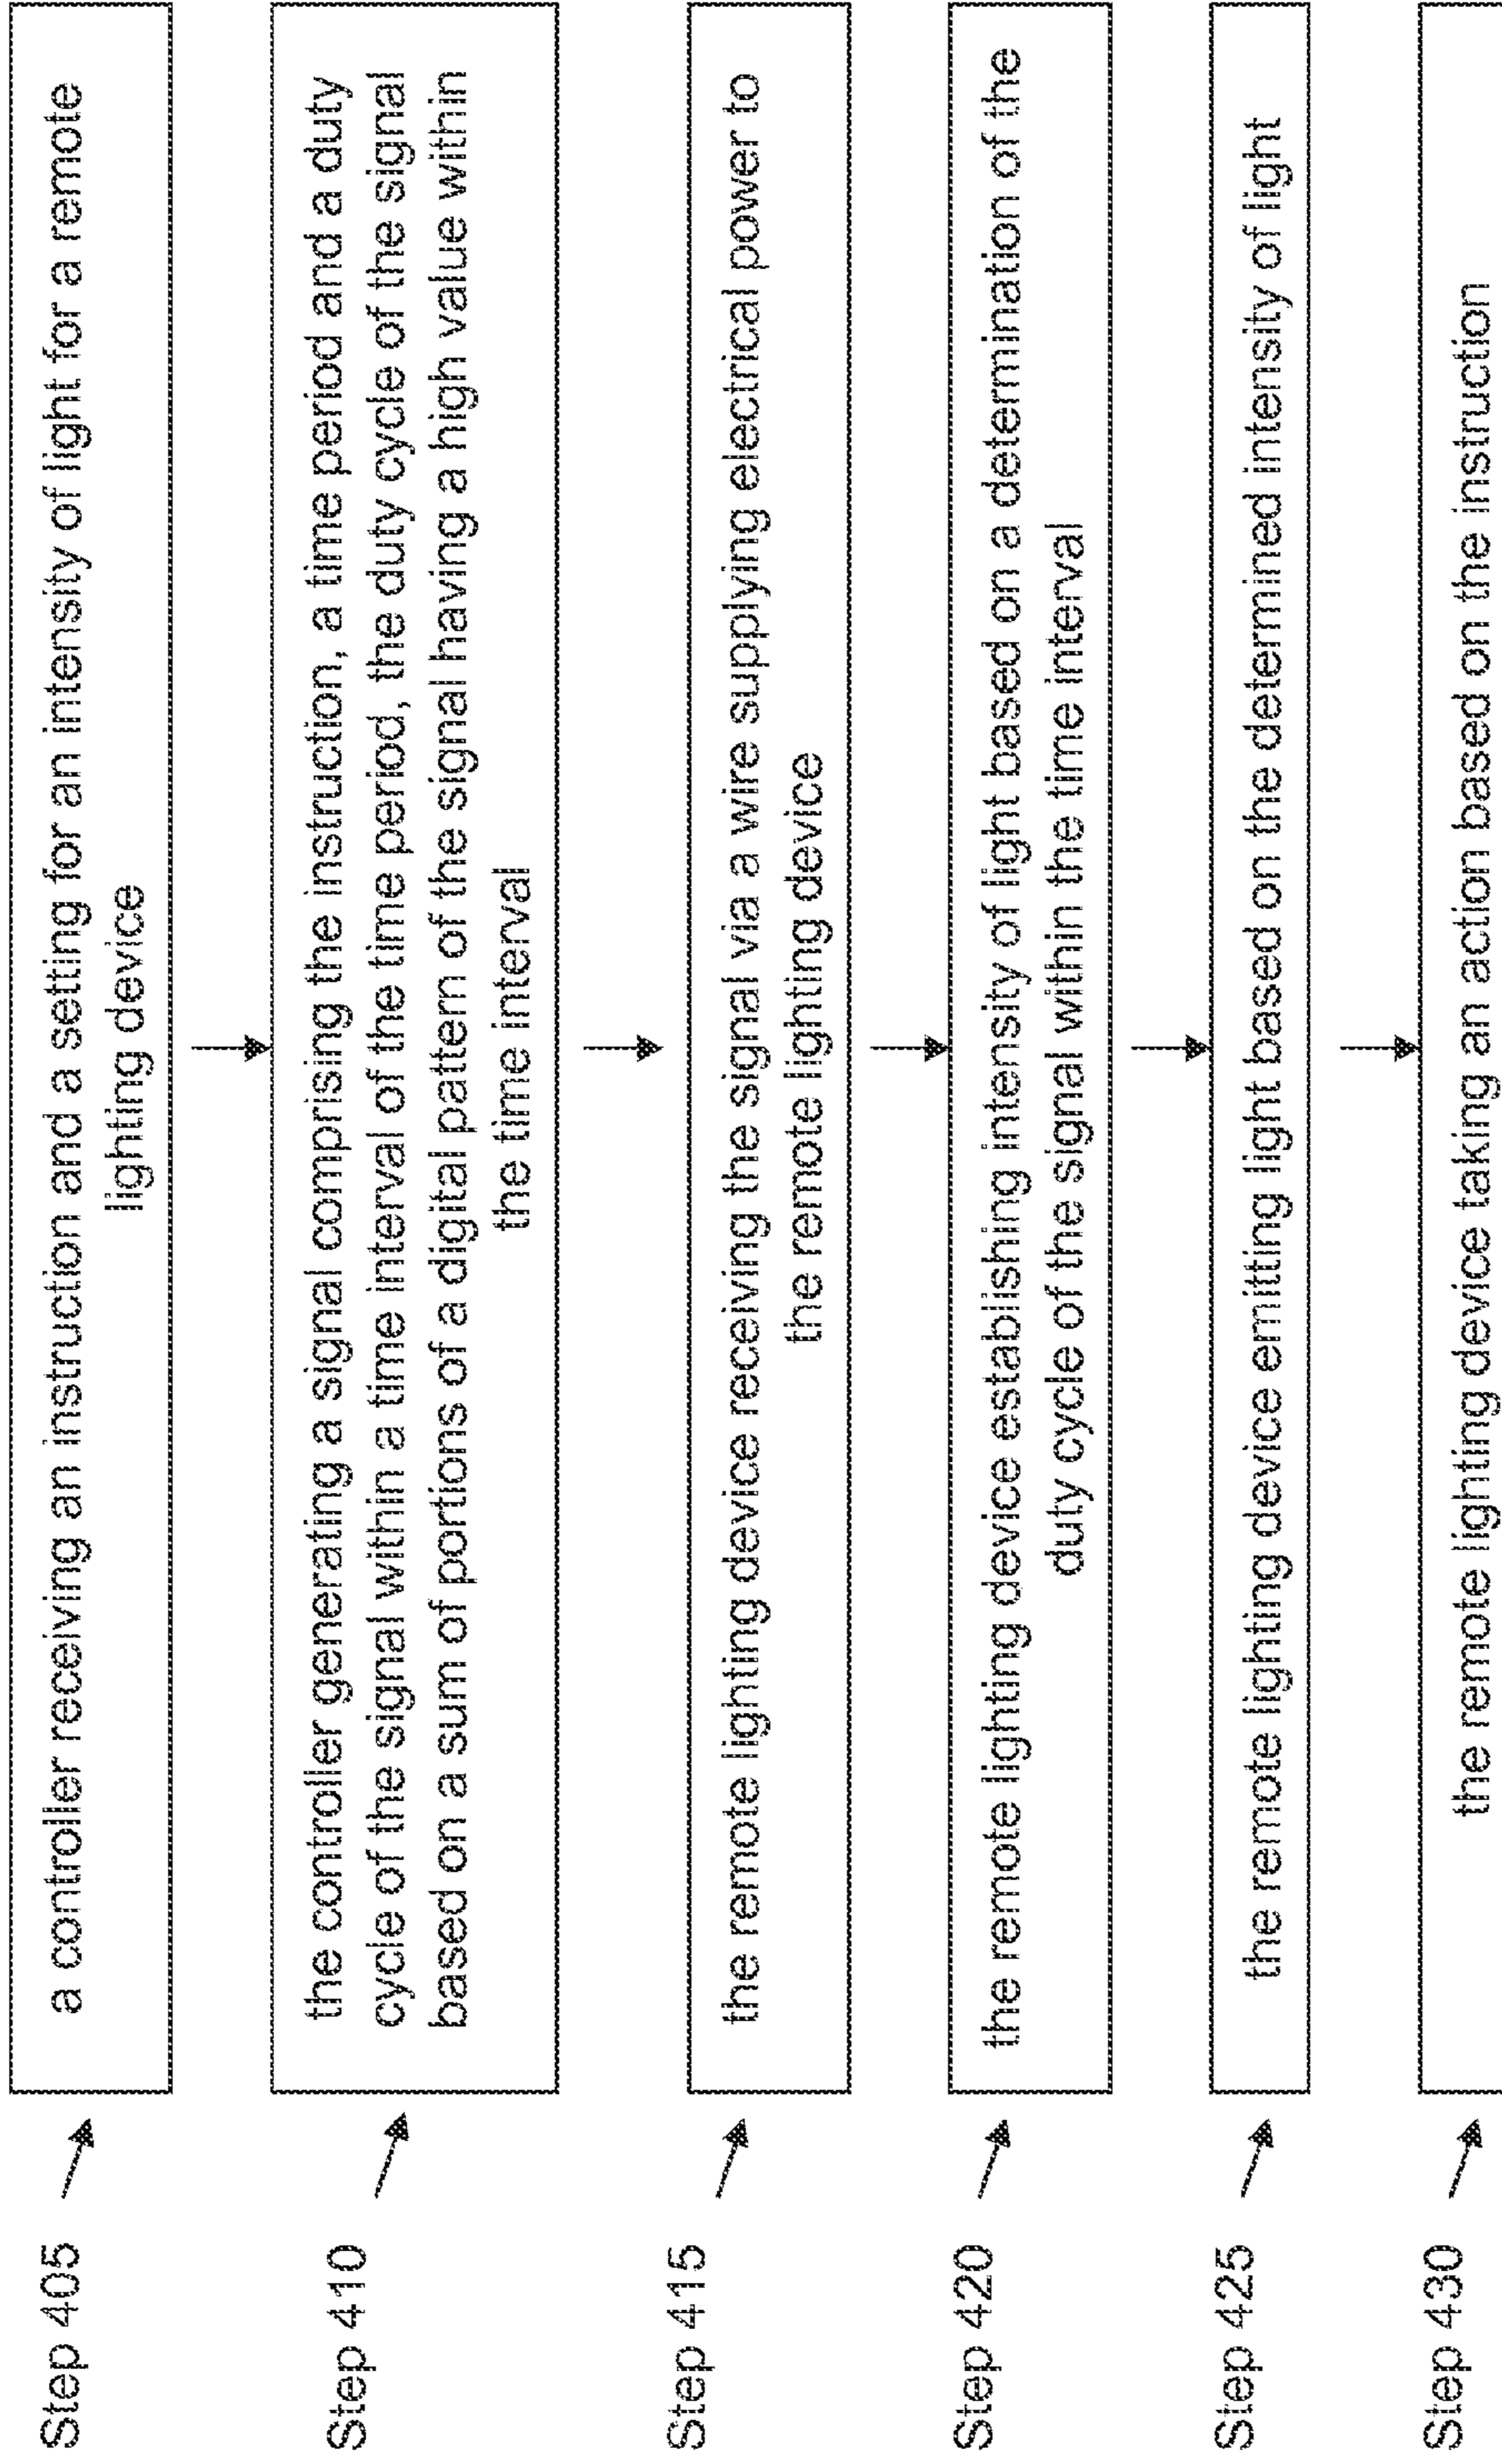 Step 405
a controller receiving an instruction and a setting for an intensity of light for a remote
lighting device
Step 410
the controller generating a signal comprising the instruction, a time period and a duty
cycle of the signal within a time interval of the time period, the duty cycle of the signal
based on a sum of portions of a digital pattern of the signal having a high value within
the time interval
Step 415
the remote lighting device receiving the signal via a wire supplying electrical power to
the remote lighting device
Step 420
the remote lighting device establishing intensity of light based on a determination of the
duty cycle of the signal within the time interval
Step 425
the remote lighting device emitting light based on the determined intensity of light
Step 430
the remote lighting device taking an action based on the instruction